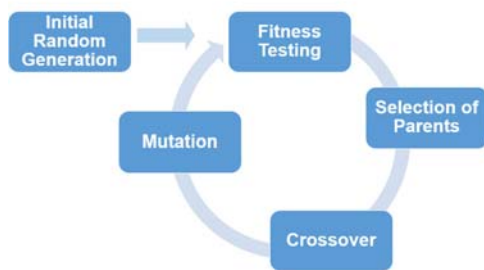 Initial
Random
Generation
Fitness
Testing
Selection of
Parents
Crossover
Mutation